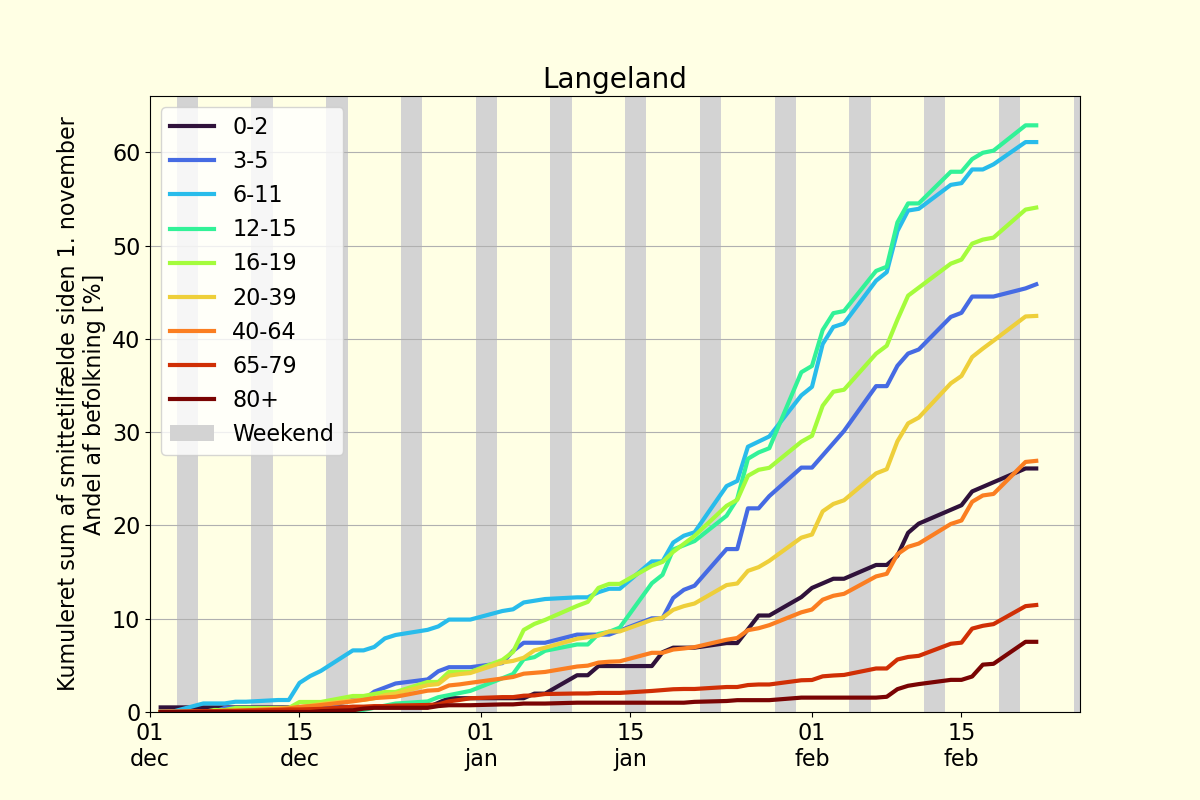 Langeland
Kumuleret sum af smittetilfælde siden 1. november
Andel af befolkning [%]
60
50
40
30
20
10
0
0-2
3-5
6-11
12-15
16-19
20-39
40-64
65-79
80+
Weekend
01 15 01 15 01 15
dec dec jan jan feb feb